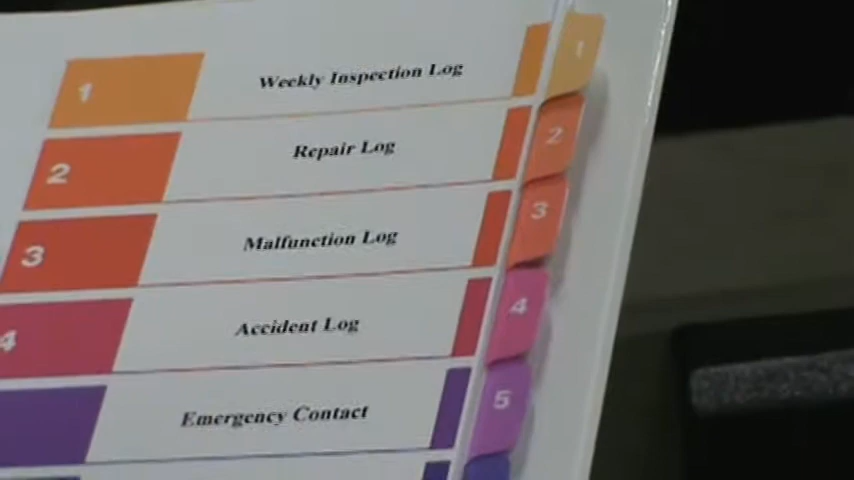 1 Weekly Inspection Log 1
2 Repair Log 2
3 Malfunction Log 3
4 Accident Log 4
Emergency Contact 5